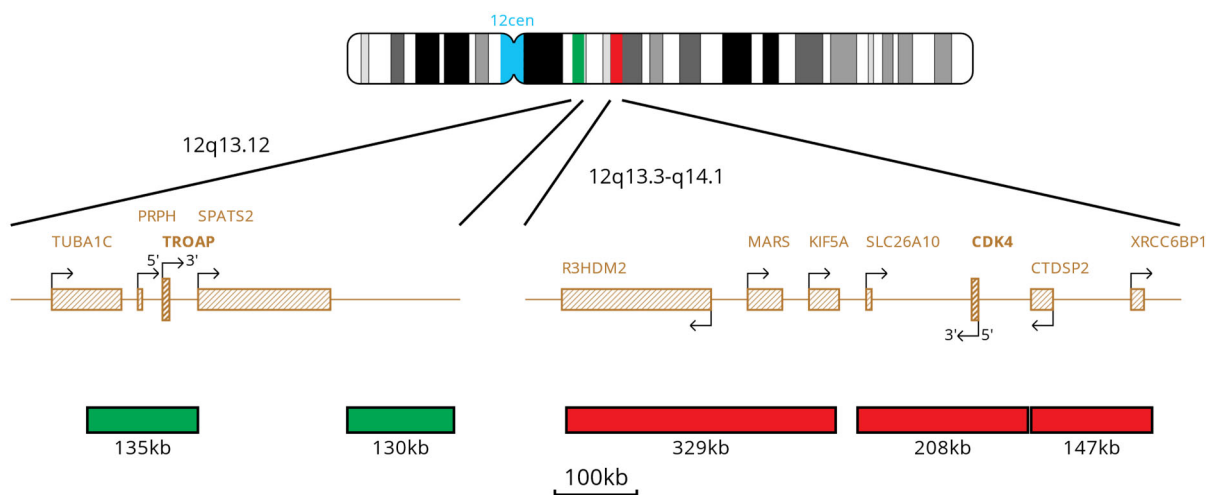 12cen
12q13.12
12q13.3-q14.1
PRPH SPATS2
TUBA1C TROAP
5' 3'
MARS KIF5A SLC26A10 CDK4 XRCC6BP1
R3HDM2 CTDSP2
3' 5'
135kb 130kb 329kb 208kb 147kb
100kb